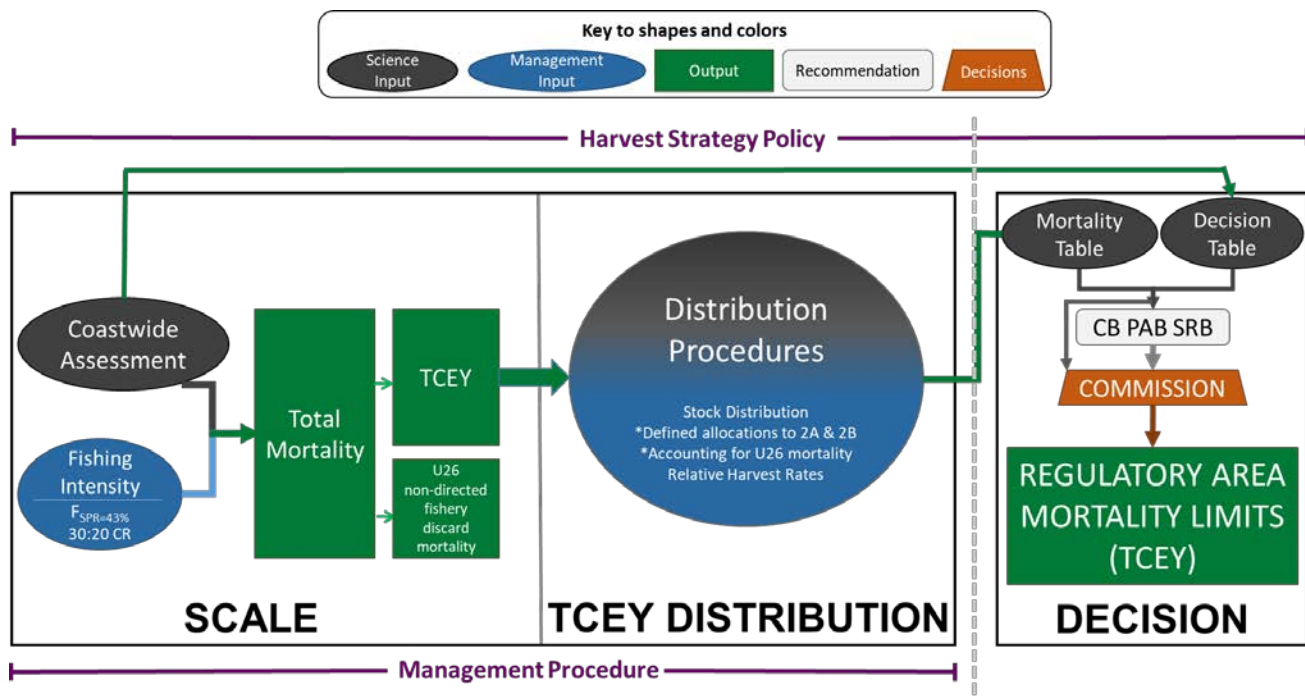 Key to shapes and colors
Science
Input
Management
Input
Output
Recommendation
Decisions
Harvest Strategy Policy
Coastwide
Assessment
Fishing
Intensity
F SPR=43%
30:20 CR
Total
Mortality
TCEY
U26
non-directed
fishery
discard
mortality
SCALE
Distribution
Procedures
Stock Distribution
*Defined allocations to 2A & 2B
*Accounting for U26 mortality
Relative Harvest Rates
TCEY DISTRIBUTION
Mortality
Table
Decision
Table
CB PAB SRB
COMMISSION
REGULATORY AREA
MORTALITY LIMITS
(TCEY)
DECISION
Management Procedure